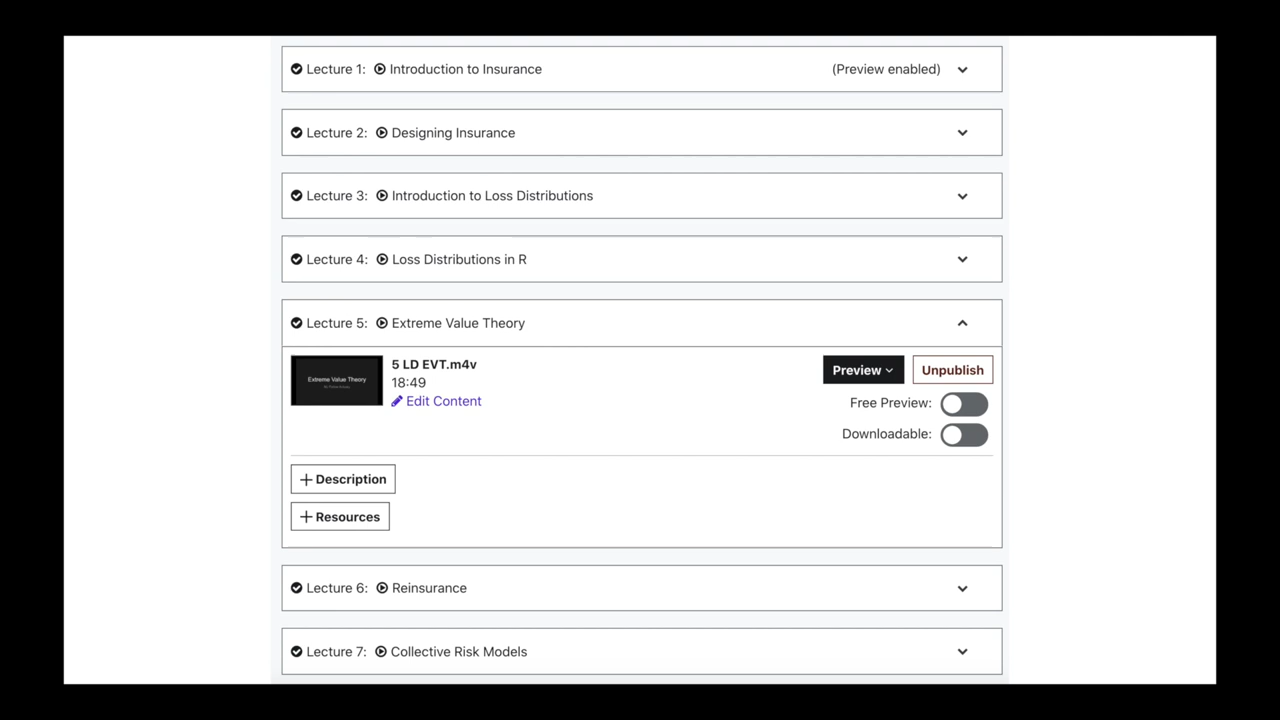 Lecture 1: Introduction to Insurance (Preview enabled)
Lecture 2: Designing Insurance
Lecture 3: Introduction to Loss Distributions
Lecture 4: Loss Distributions in R
Lecture 5: Extreme Value Theory
Extreme Value Theory
5 LD EVT.m4v
18:49
Edit Content
Preview
Unpublish
Free Preview:
Downloadable:
+ Description
+ Resources
Lecture 6: Reinsurance
Lecture 7: Collective Risk Models